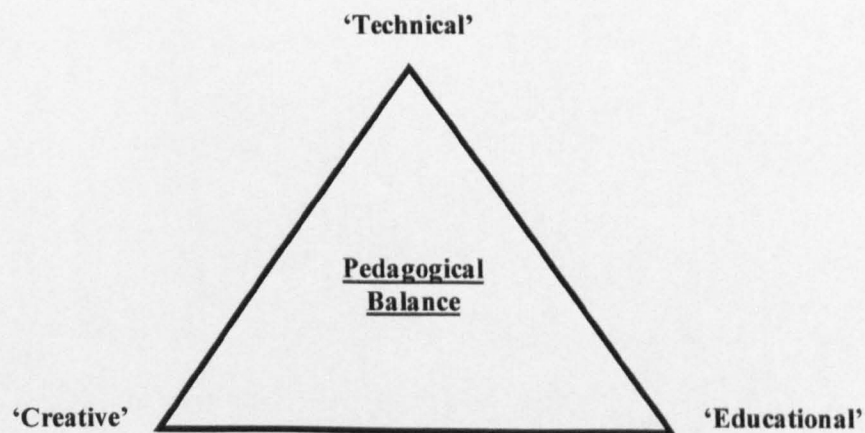 ‘Technical’
Pedagogical
Balance
‘Creative’
‘Educational’